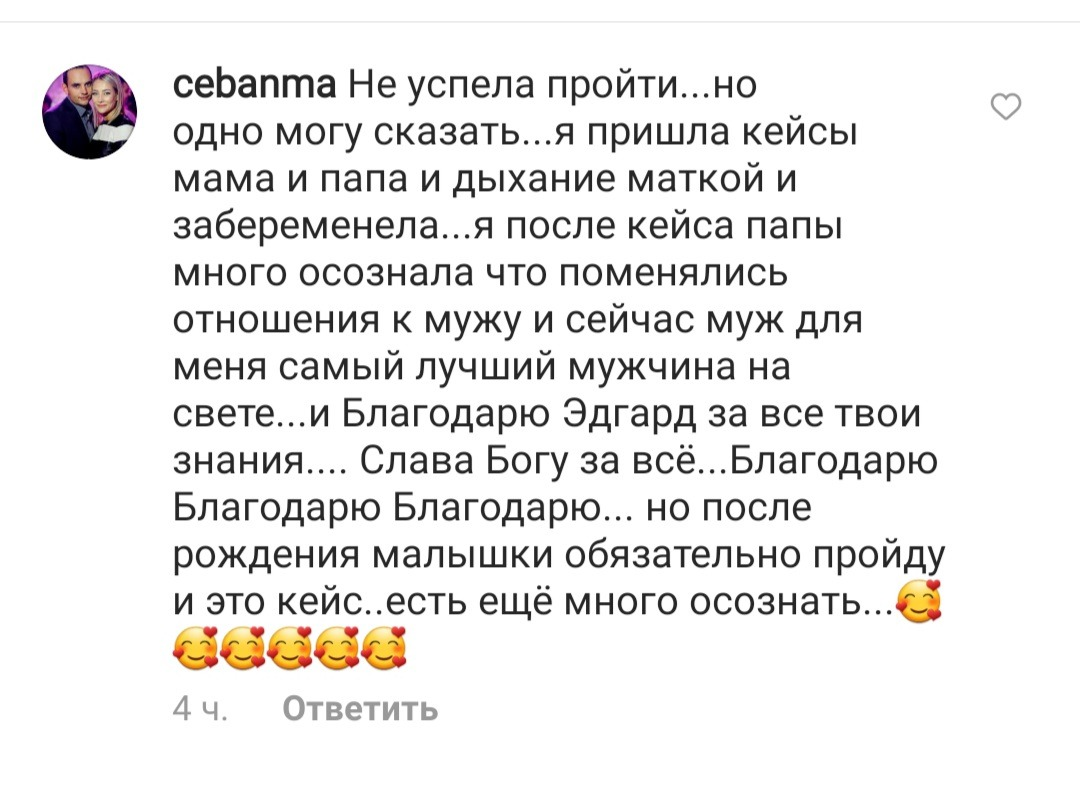 cebanma Не успела пройти...но
одно могу сказать...я пришла кейсы
мама и папа и дыхание маткой и
забеременела...я после кейса папы
много осознала что поменялись
отношения к мужу и сейчас муж для
меня самый лучший мужчина на
свете...и Благодарю Эдгард за все твои
знания.... Слава Богу за всё...Благодарю
Благодарю Благодарю... но после
рождения малышки обязательно пройду
и это кейс..есть ещё много осознать...🥰
🥰🥰🥰🥰🥰
4 ч. Ответить